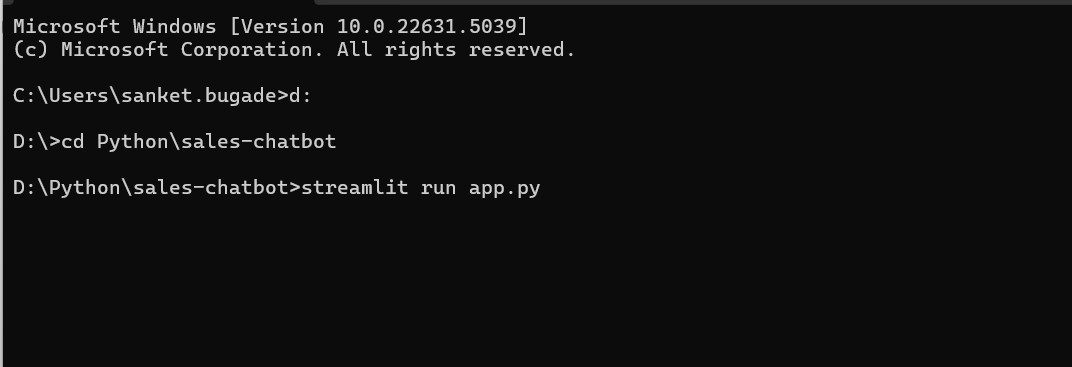 Microsoft Windows [Version 10.0.22631.5039]
(c) Microsoft Corporation. All rights reserved.
C:\Users\sanket.bugade>d:
D:\>cd Python\sales-chatbot
D:\Python\sales-chatbot>streamlit run app.py